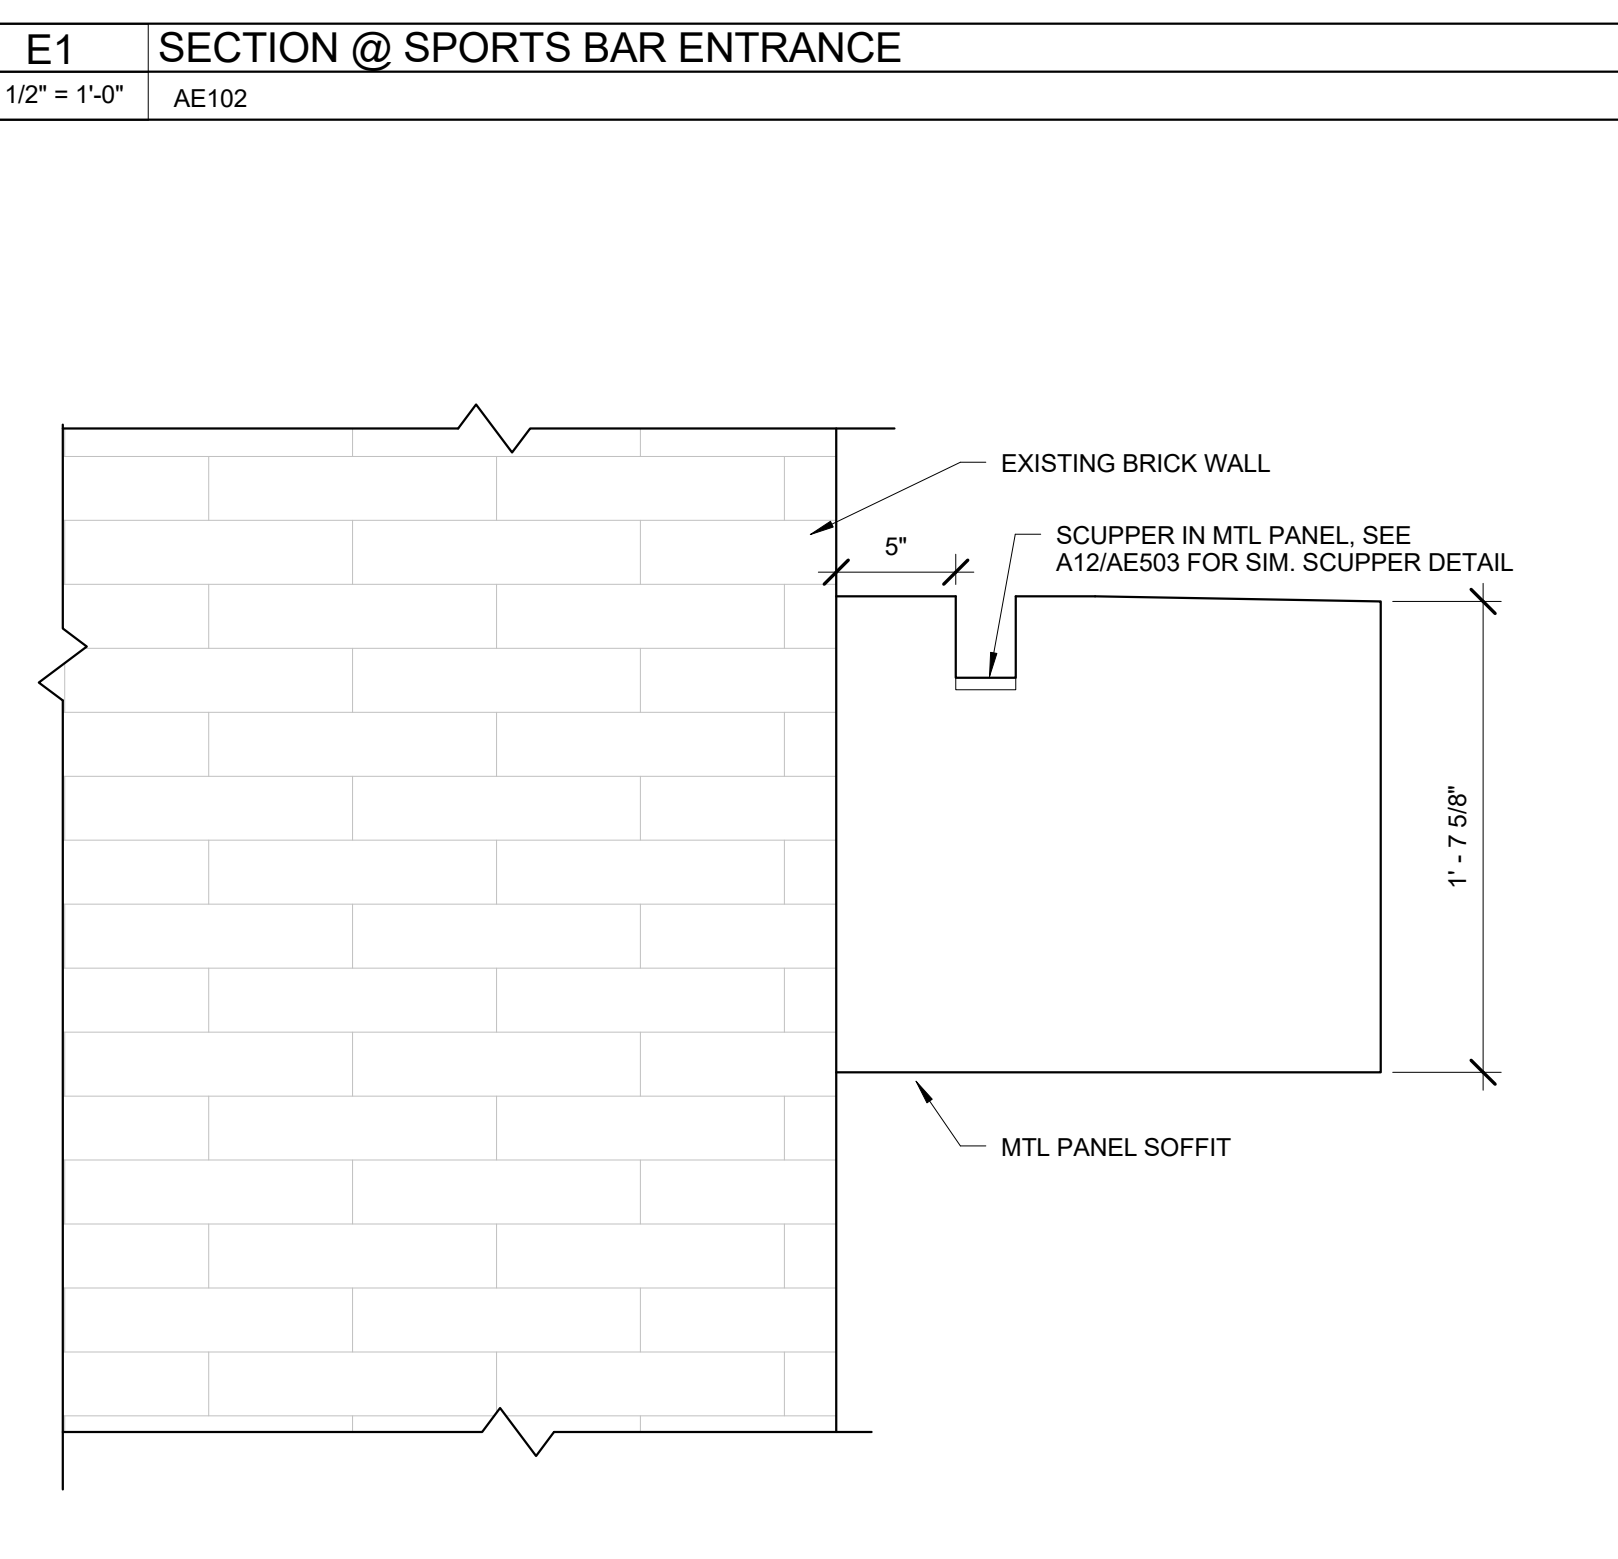 E1
SECTION @ SPORTS BAR ENTRANCE
1/2" = 1'-0"
AE102
EXISTING BRICK WALL
5"
SCUPPER IN MTL PANEL, SEE
A12/AE503 FOR SIM. SCUPPER DETAIL
1' - 7 5/8"
MTL PANEL SOFFIT